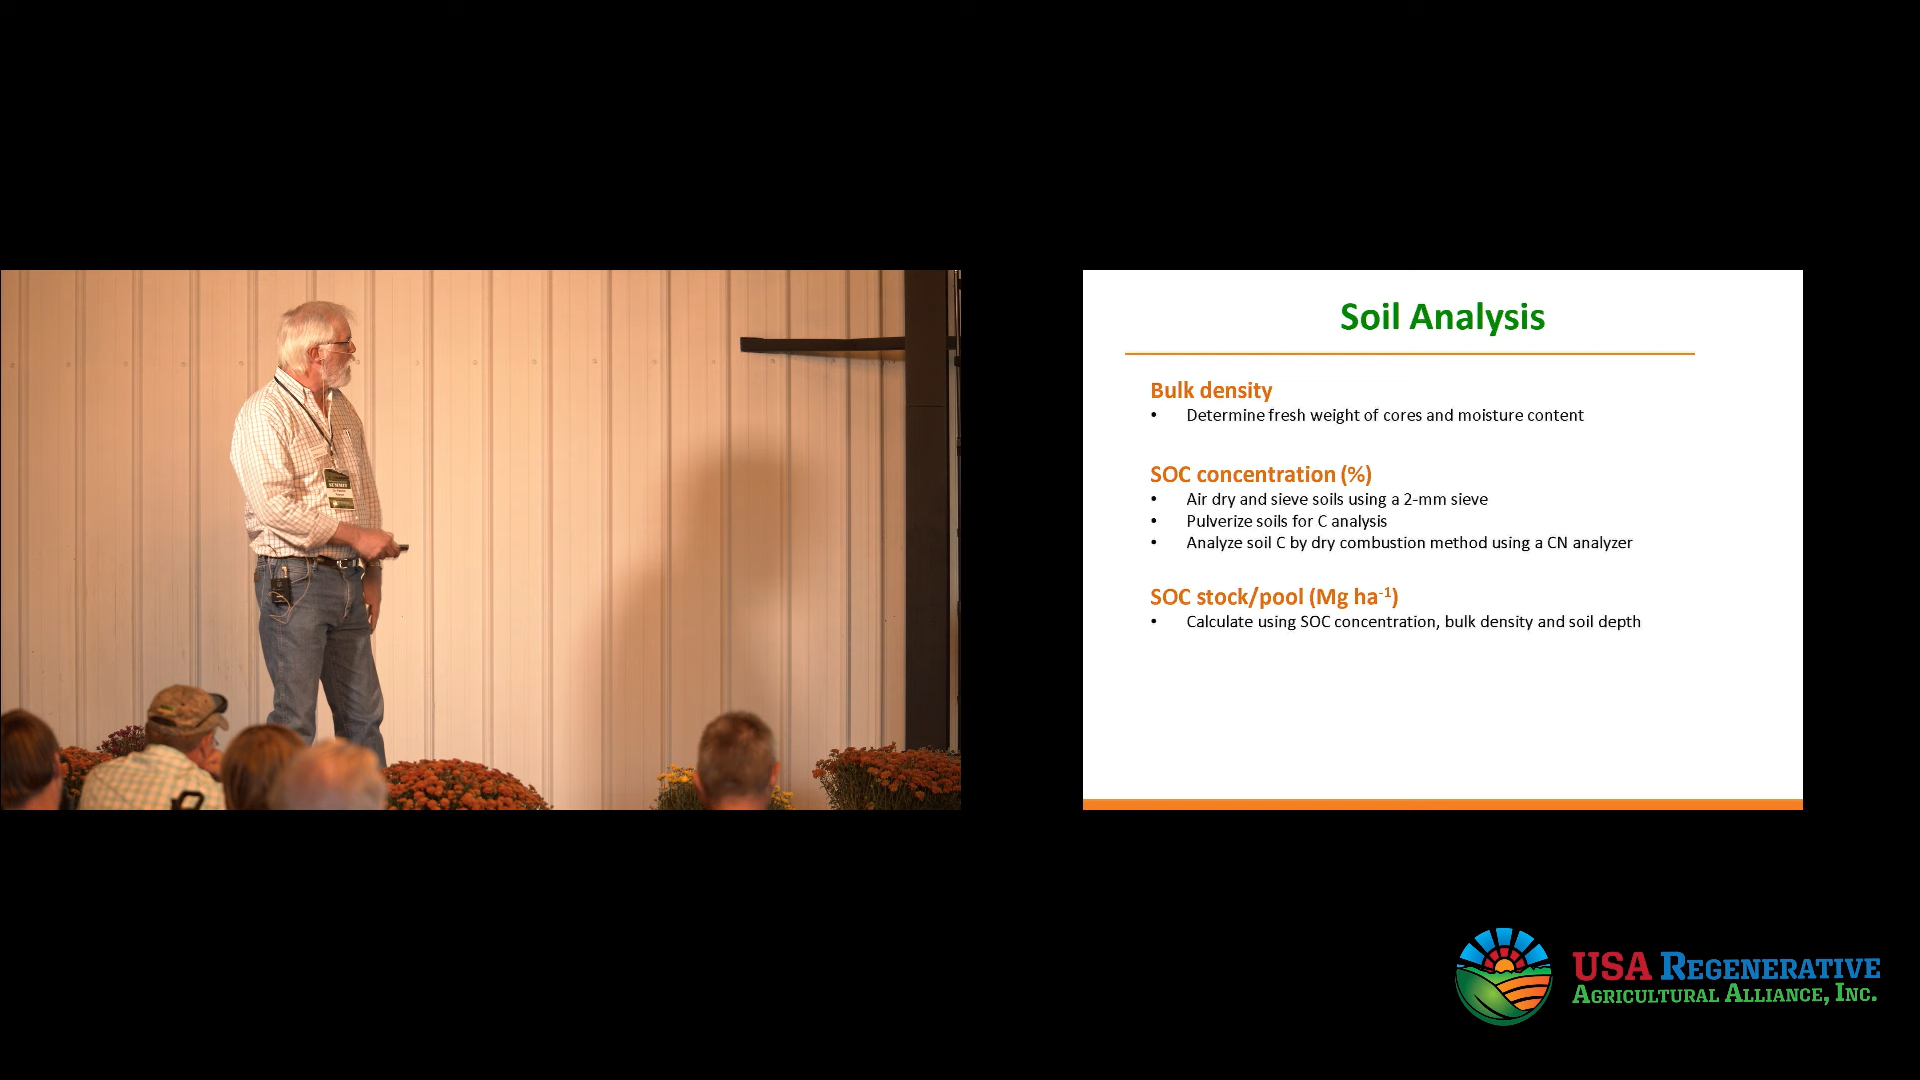 SUMMIT
Soil Analysis
Bulk density
• Determine fresh weight of cores and moisture content
SOC concentration (%)
• Air dry and sieve soils using a 2-mm sieve
• Pulverize soils for C analysis
• Analyze soil C by dry combustion method using a CN analyzer
SOC stock/pool (Mg ha⁻¹)
• Calculate using SOC concentration, bulk density and soil depth
USA REGENERATIVE
AGRICULTURAL ALLIANCE, INC.